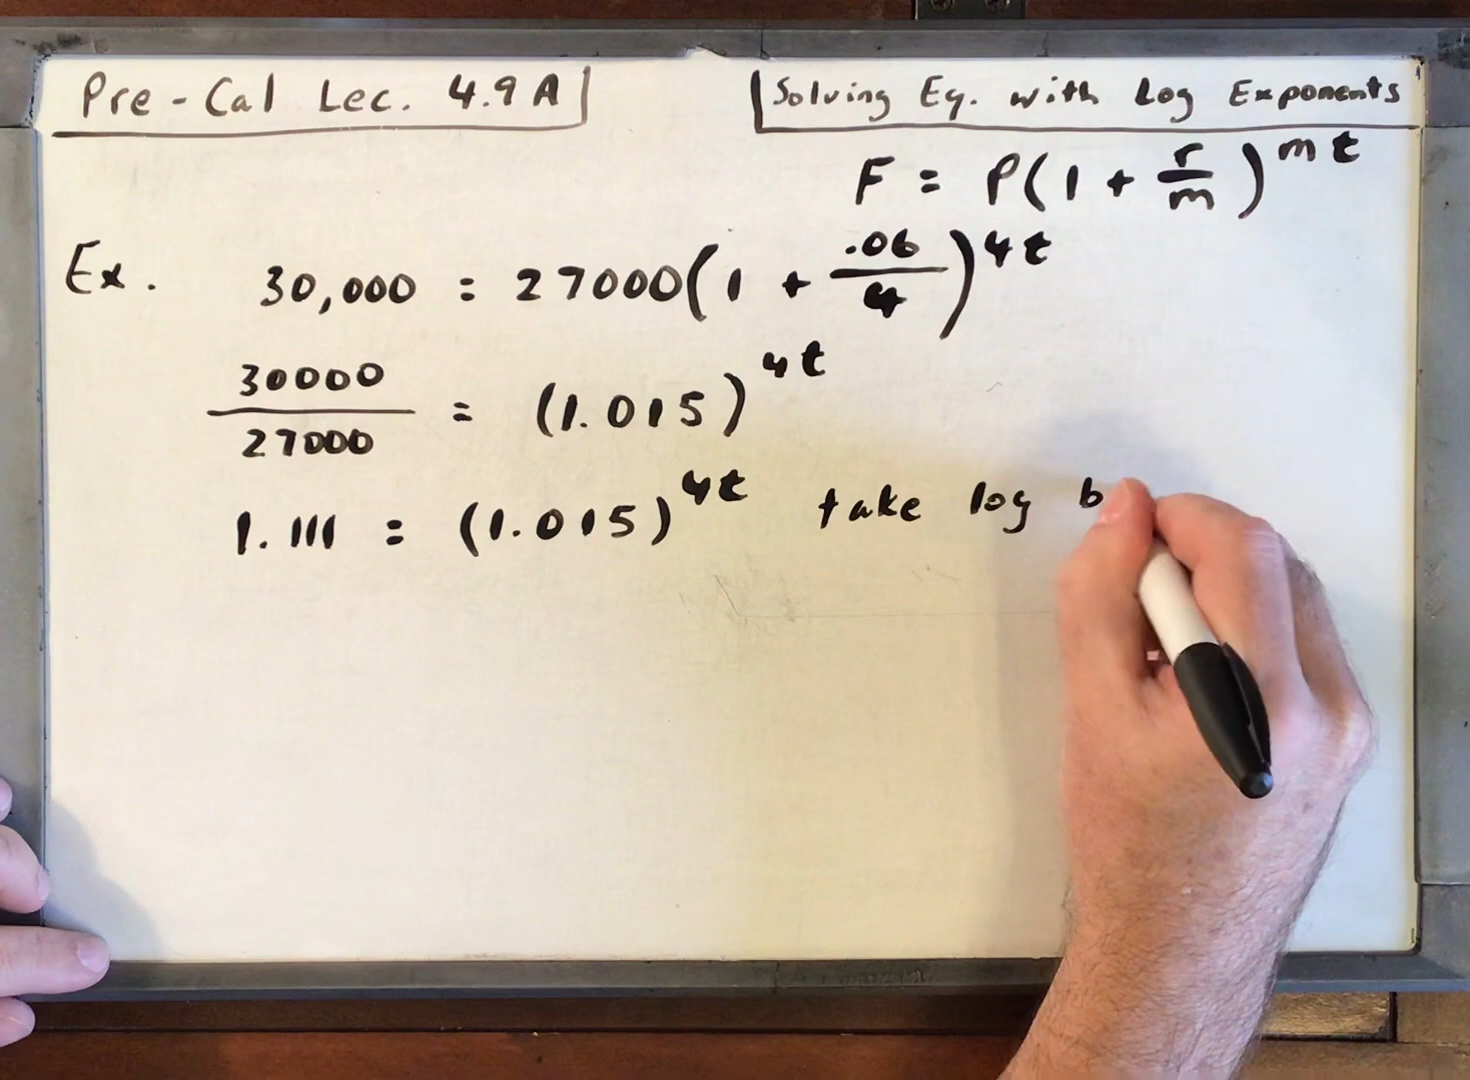 Pre-Cal Lec. 4.9A
Solving Eq. with Log Exponents
F = P(1 + r/m)^mt
Ex. 30,000 = 27000(1 + .06/4)^4t
30000/27000 = (1.015)^4t
1.111 = (1.015)^4t take log b